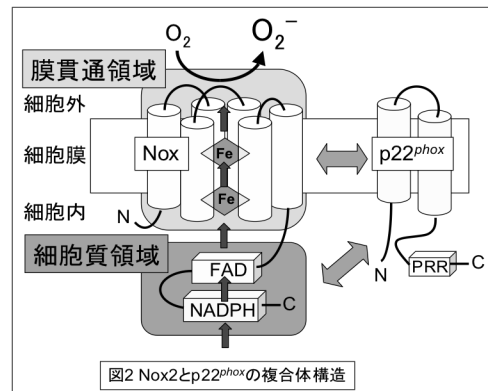 O₂ O₂⁻
膜貫通領域
細胞外
細胞膜
Nox
Fe
Fe
p22phox
細胞内
N
細胞質領域
FAD
N
PRR
C
NADPH
C
図2 Nox2とp22phoxの複合体構造